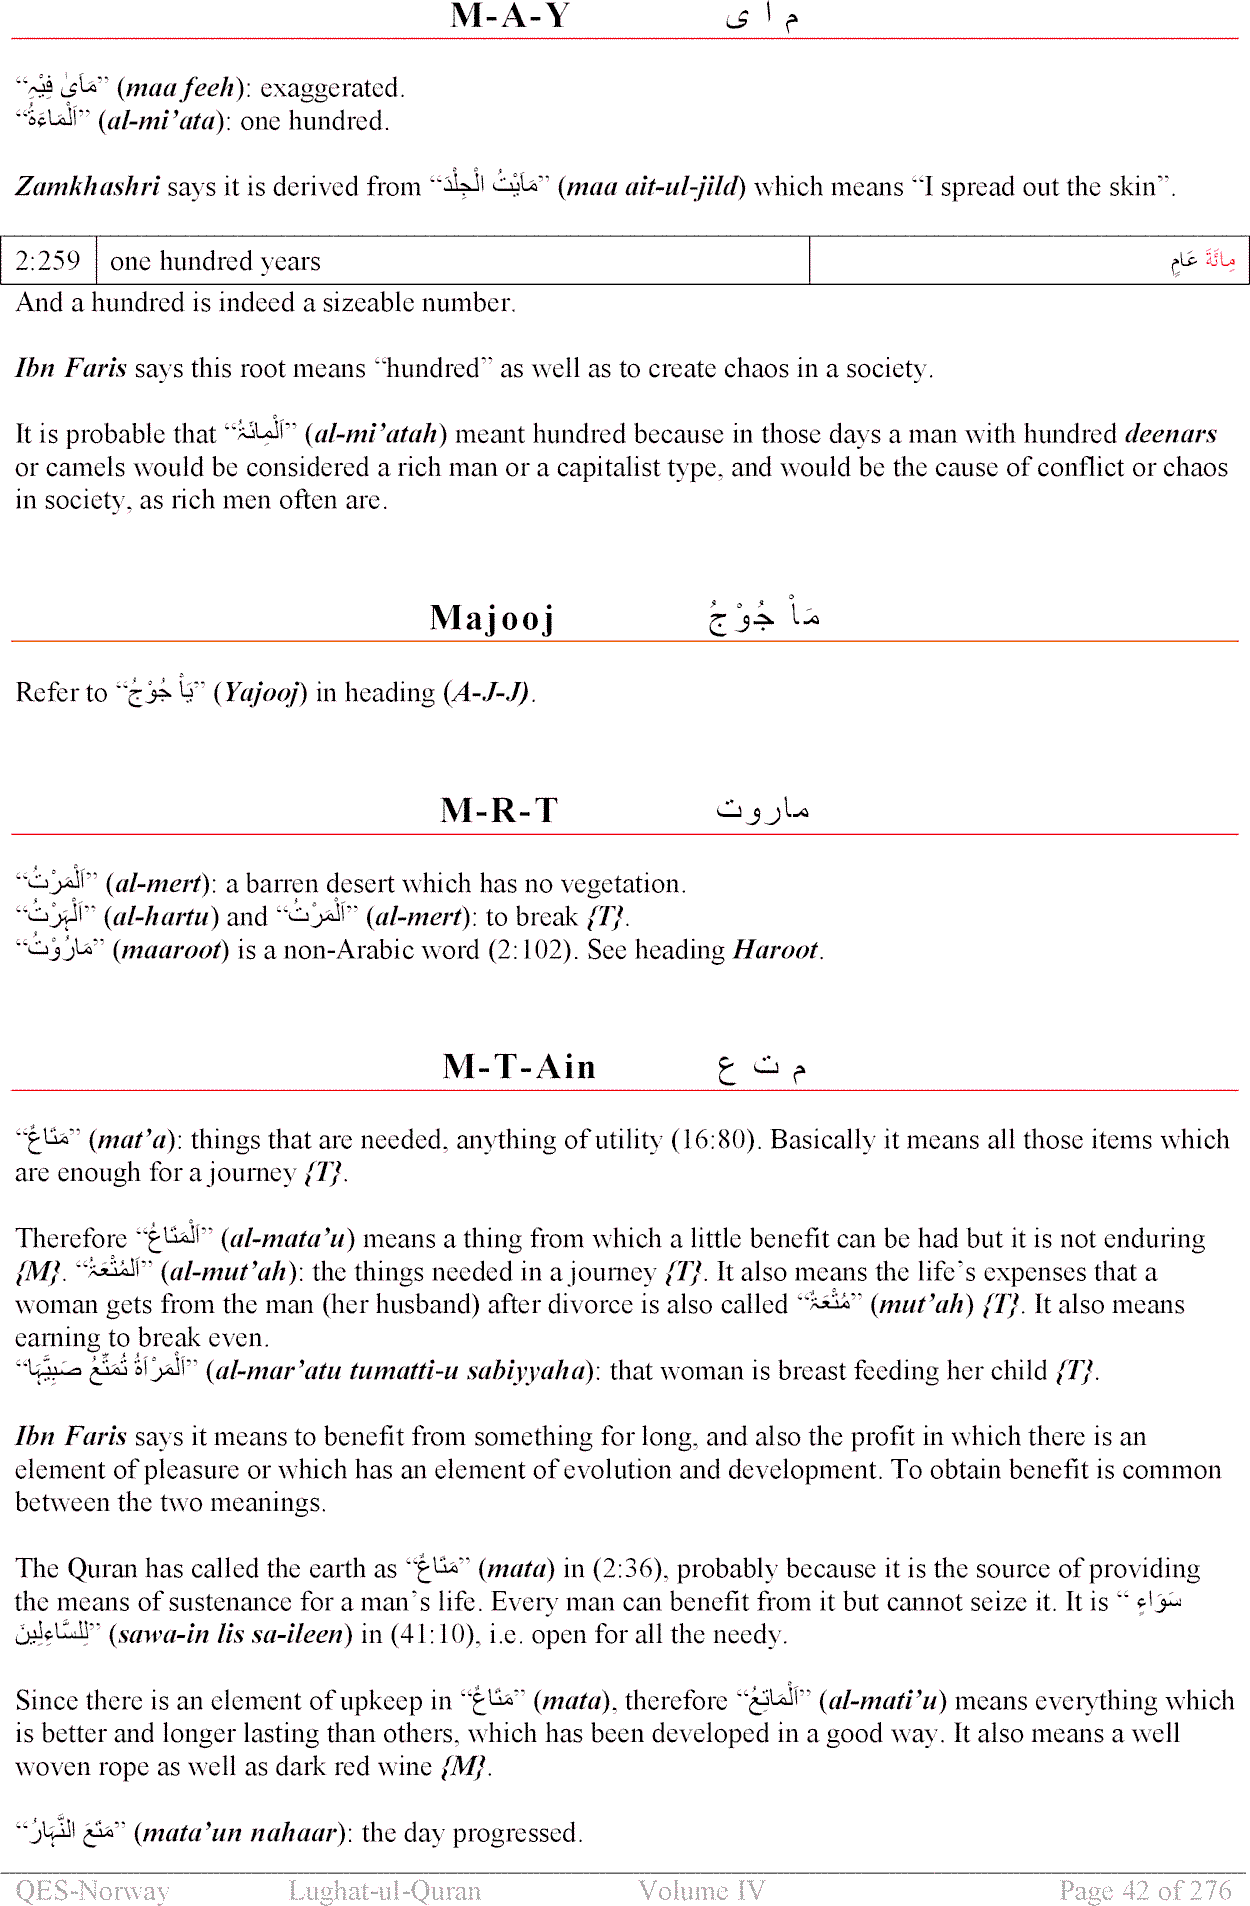 M-A-Y م ا ى
“مَاَىٰ فِيْہِ” (maa feeh): exaggerated.
“اَلْمَاءَةُ” (al-mi’ata): one hundred.
Zamkhashri says it is derived from “مَاَيْتُ الْجِلْدَ” (maa ait-ul-jild) which means “I spread out the skin”.
2:259 one hundred years مِائَةَ عَامٍ
And a hundred is indeed a sizeable number.
Ibn Faris says this root means “hundred” as well as to create chaos in a society.
It is probable that “اَلْمِائَۃُ” (al-mi’atah) meant hundred because in those days a man with hundred deenars
or camels would be considered a rich man or a capitalist type, and would be the cause of conflict or chaos
in society, as rich men often are.
Majooj مَاْ جُوْجُ
Refer to “يَاْ جُوْجُ” (Yajooj) in heading (A-J-J).
M-R-T ماروت
“اَلْمَرْتُ” (al-mert): a barren desert which has no vegetation.
“اَلْہَرْتُ” (al-hartu) and “اَلْمَرْتُ” (al-mert): to break {T}.
“مَارُوْتُ” (maaroot) is a non-Arabic word (2:102). See heading Haroot.
M-T-Ain م ت ع
“مَتَاعٌ” (mat’a): things that are needed, anything of utility (16:80). Basically it means all those items which
are enough for a journey {T}.
Therefore “اَلْمَتَاعُ” (al-mata’u) means a thing from which a little benefit can be had but it is not enduring
{M}. “اَلمُتْعَۃُ” (al-mut’ah): the things needed in a journey {T}. It also means the life’s expenses that a
woman gets from the man (her husband) after divorce is also called “مُتْعَۃٌ” (mut’ah) {T}. It also means
earning to break even.
“اَلْمَرْاَةُ تُمَتِّعُ صَبِيَّہَا” (al-mar’atu tumatti-u sabiyyaha): that woman is breast feeding her child {T}.
Ibn Faris says it means to benefit from something for long, and also the profit in which there is an
element of pleasure or which has an element of evolution and development. To obtain benefit is common
between the two meanings.
The Quran has called the earth as “مَتَاعٌ” (mata) in (2:36), probably because it is the source of providing
the means of sustenance for a man’s life. Every man can benefit from it but cannot seize it. It is “سَوَاءٍ
لِلسَّاءِلِينَ” (sawa-in lis sa-ileen) in (41:10), i.e. open for all the needy.
Since there is an element of upkeep in “مَتَاعٌ” (mata), therefore “اَلْمَاتِعُ” (al-mati’u) means everything which
is better and longer lasting than others, which has been developed in a good way. It also means a well
woven rope as well as dark red wine {M}.
“مَتَعَ النَّہَارُ” (mata’un nahaar): the day progressed.
QES-Norway Lughat-ul-Quran Volume IV Page 42 of 276